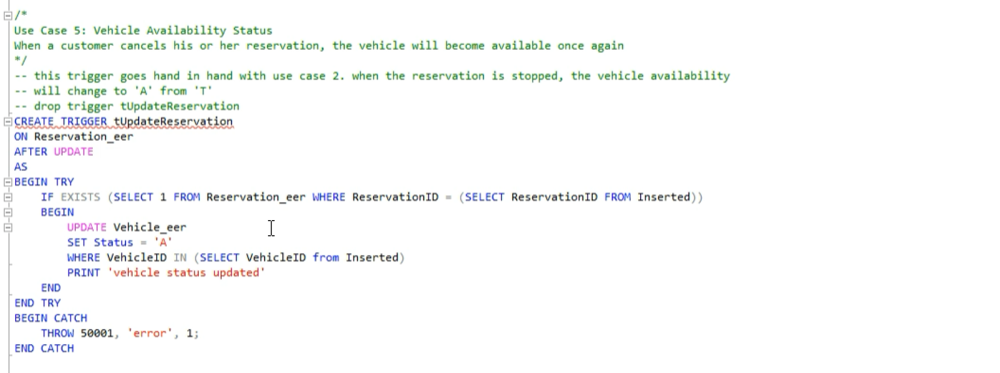 /*
Use Case 5: Vehicle Availability Status
When a customer cancels his or her reservation, the vehicle will become available once again
*/
-- this trigger goes hand in hand with use case 2. when the reservation is stopped, the vehicle availability
-- will change to 'A' from 'T'
-- drop trigger tUpdateReservation
CREATE TRIGGER tUpdateReservation
ON Reservation_eer
AFTER UPDATE
AS
BEGIN TRY
    IF EXISTS (SELECT 1 FROM Reservation_eer WHERE ReservationID = (SELECT ReservationID FROM Inserted))
    BEGIN
        UPDATE Vehicle_eer
        SET Status = 'A'
        WHERE VehicleID IN (SELECT VehicleID from Inserted)
        PRINT 'vehicle status updated'
    END
END TRY
BEGIN CATCH
    THROW 50001, 'error', 1;
END CATCH